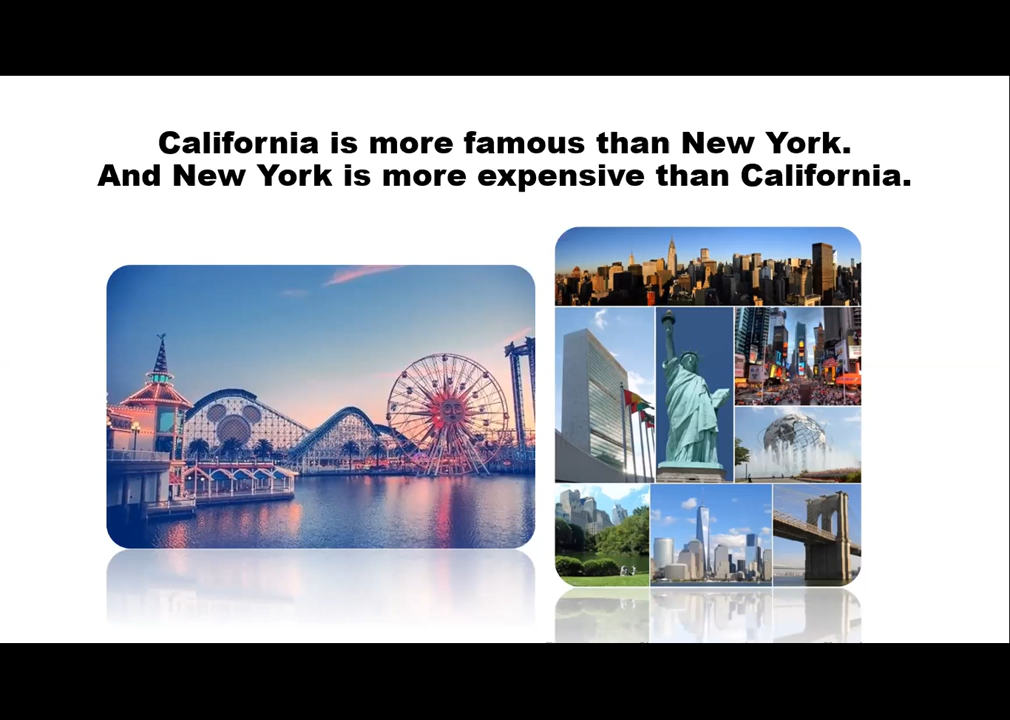 California is more famous than New York.
And New York is more expensive than California.